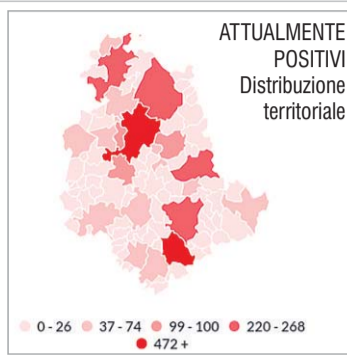 ATTUALMENTE
POSITIVI
Distribuzione
territoriale
0 - 26 37 - 74 99 - 100 220 - 268
472 +